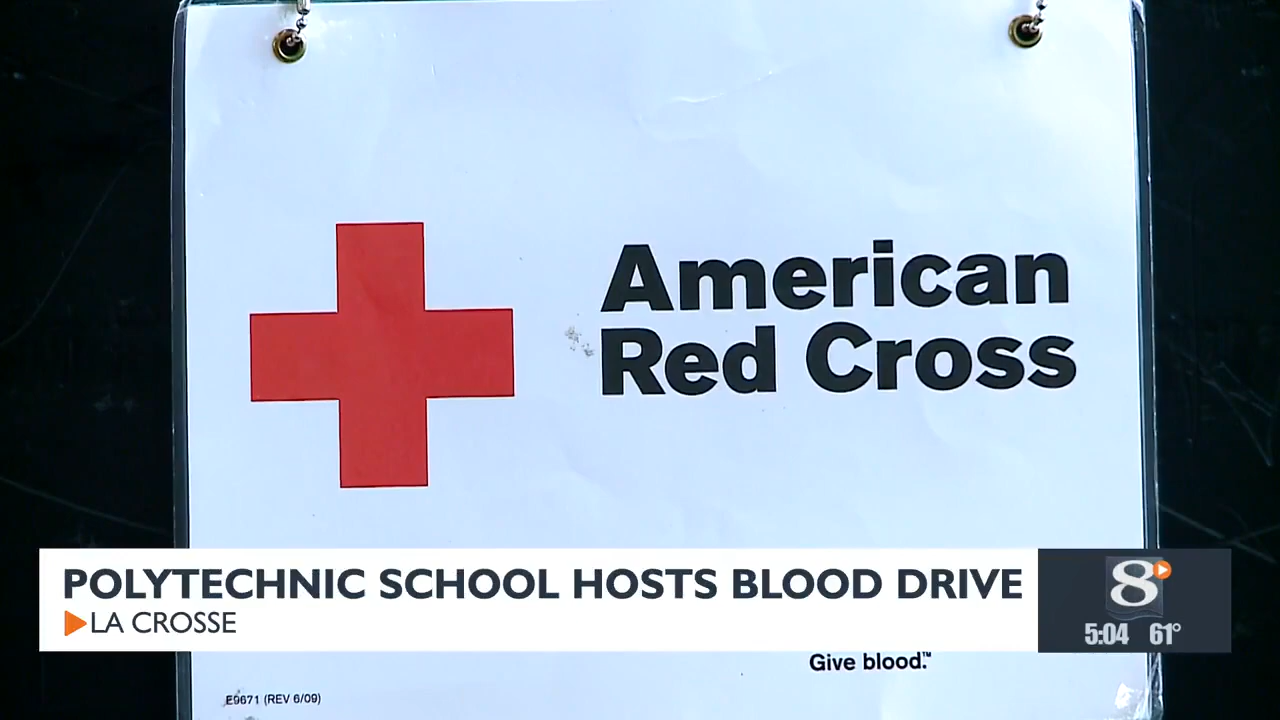 American
Red Cross
POLYTECHNIC SCHOOL HOSTS BLOOD DRIVE
LA CROSSE
8
5:04 61°
Give blood.™
E9671 (REV 6/09)